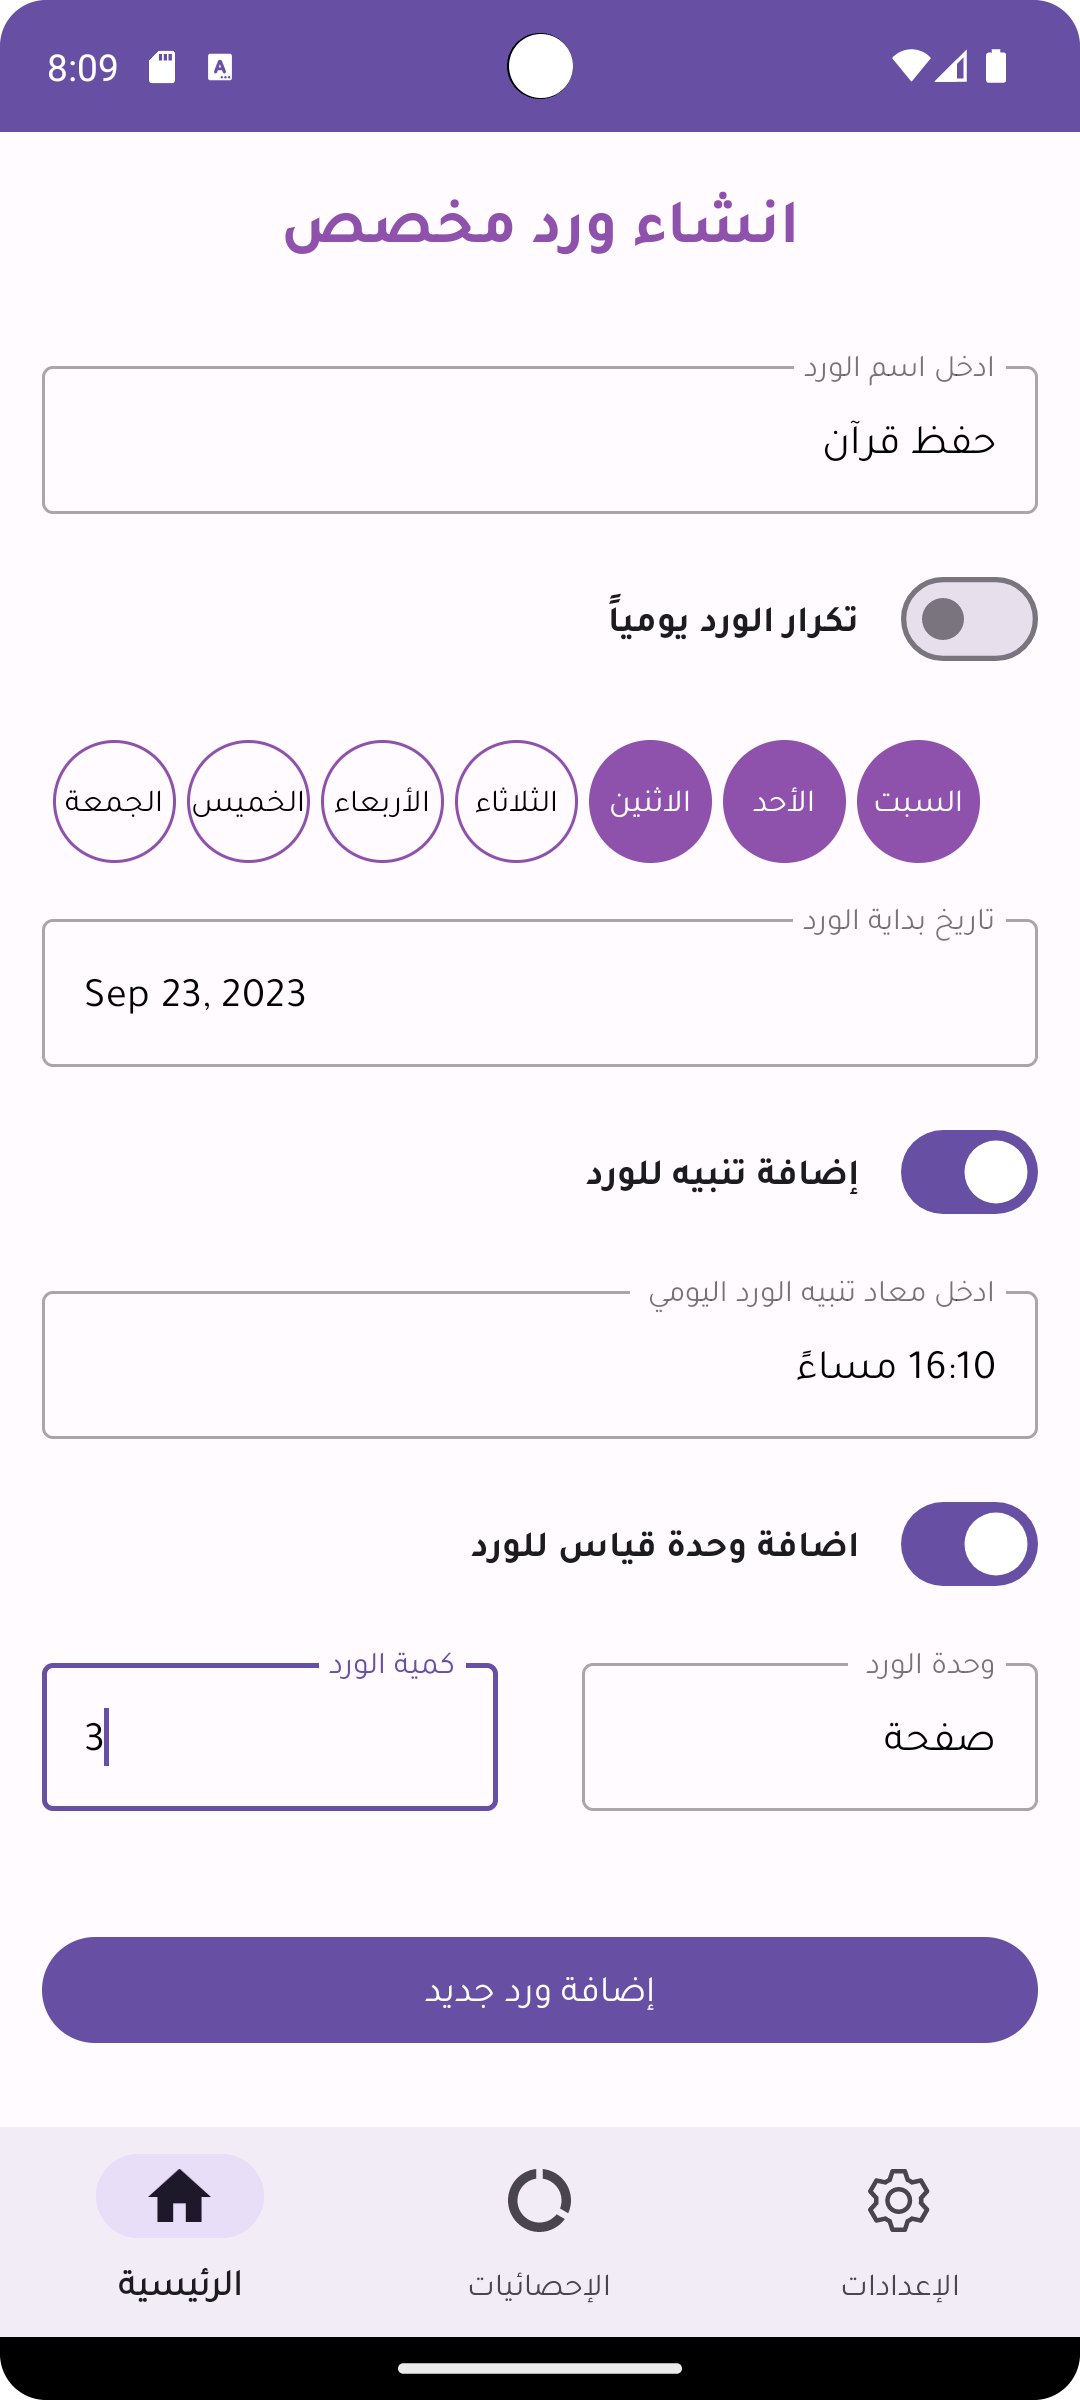 8:09
انشاء ورد مخصص
ادخل اسم الورد
حفظ قرآن
تكرار الورد يومياً
السبت الأحد الاثنين الثلاثاء الأربعاء الخميس الجمعة
تاريخ بداية الورد
Sep 23, 2023
إضافة تنبيه للورد
ادخل معاد تنبيه الورد اليومي
16:10 مساءً
اضافة وحدة قياس للورد
وحدة الورد كمية الورد
صفحة 3
إضافة ورد جديد
الإعدادات الإحصائيات الرئيسية